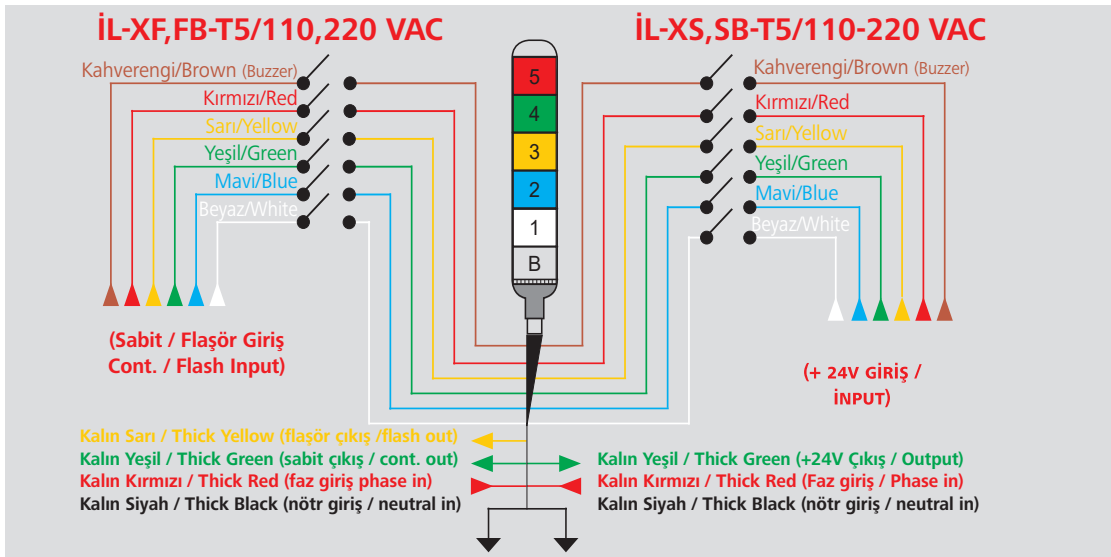 İL-XF,FB-T5/110,220 VAC
Kahverengi/Brown (Buzzer)
Kırmızı/Red
Sarı/Yellow
Yeşil/Green
Mavi/Blue
Beyaz/White
(Sabit / Flaşör Giriş
Cont. / Flash Input)
5
4
3
2
1
B
İL-XS,SB-T5/110-220 VAC
Kahverengi/Brown (Buzzer)
Kırmızı/Red
Sarı/Yellow
Yeşil/Green
Mavi/Blue
Beyaz/White
(+ 24V GİRİŞ /
İNPUT)
Kalın Sarı / Thick Yellow (flaşör çıkış /flash out)
Kalın Yeşil / Thick Green (sabit çıkış / cont. out)
Kalın Kırmızı / Thick Red (faz giriş phase in)
Kalın Siyah / Thick Black (nötr giriş / neutral in)
Kalın Yeşil / Thick Green (+24V Çıkış / Output)
Kalın Kırmızı / Thick Red (Faz giriş / Phase in)
Kalın Siyah / Thick Black (nötr giriş / neutral in)